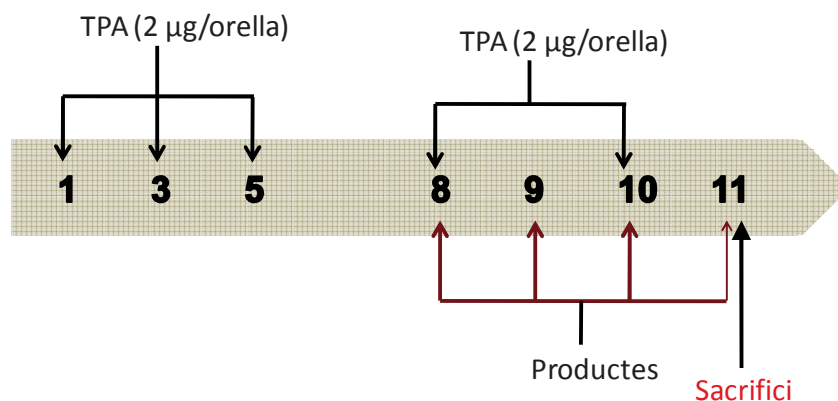 TPA (2 µg/orella)
TPA (2 µg/orella)
1 3 5 8 9 10 11
Productes
Sacrifici